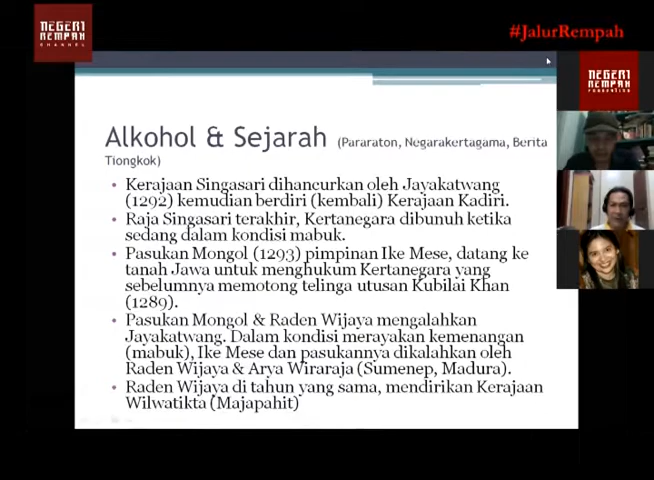 NEGERI
REMPAH
CHANNEL
#JalurRempah
NEGERI
REMPAH
FOUNDATION
Alkohol & Sejarah (Pararaton, Negarakertagama, Berita
Tiongkok)
• Kerajaan Singasari dihancurkan oleh Jayakatwang
(1292) kemudian berdiri (kembali) Kerajaan Kadiri.
• Raja Singasari terakhir, Kertanegara dibunuh ketika
sedang dalam kondisi mabuk.
• Pasukan Mongol (1293) pimpinan Ike Mese, datang ke
tanah Jawa untuk menghukum Kertanegara yang
sebelumnya memotong telinga utusan Kubilai Khan
(1289).
• Pasukan Mongol & Raden Wijaya mengalahkan
Jayakatwang. Dalam kondisi merayakan kemenangan
(mabuk), Ike Mese dan pasukannya dikalahkan oleh
Raden Wijaya & Arya Wiraraja (Sumenep, Madura).
• Raden Wijaya di tahun yang sama, mendirikan Kerajaan
Wilwatikta (Majapahit)